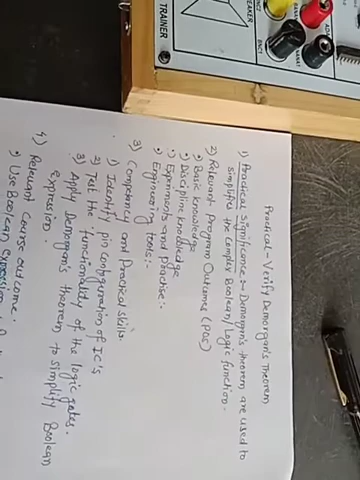 Practical - Verify Demorgan's Theorem
1) Practical Significance :- Demorgan's theorem are used to
simplifies the Complex Boolean/Logic function.
2) Relevant Program Outcomes (POS)
• Basic knowledge
• Discipline knowledge
• Experiments and practise :-
• Engineering tools :-
3) Competency and Practical skills.
1) Identify pin configuration of IC's
2) Test the functionality of the logic gates.
3) Apply Demorgan's theorem to simplify Boolean
expression.
4) Relevant Course outcome.
• Use Boolean expression
TRAINER